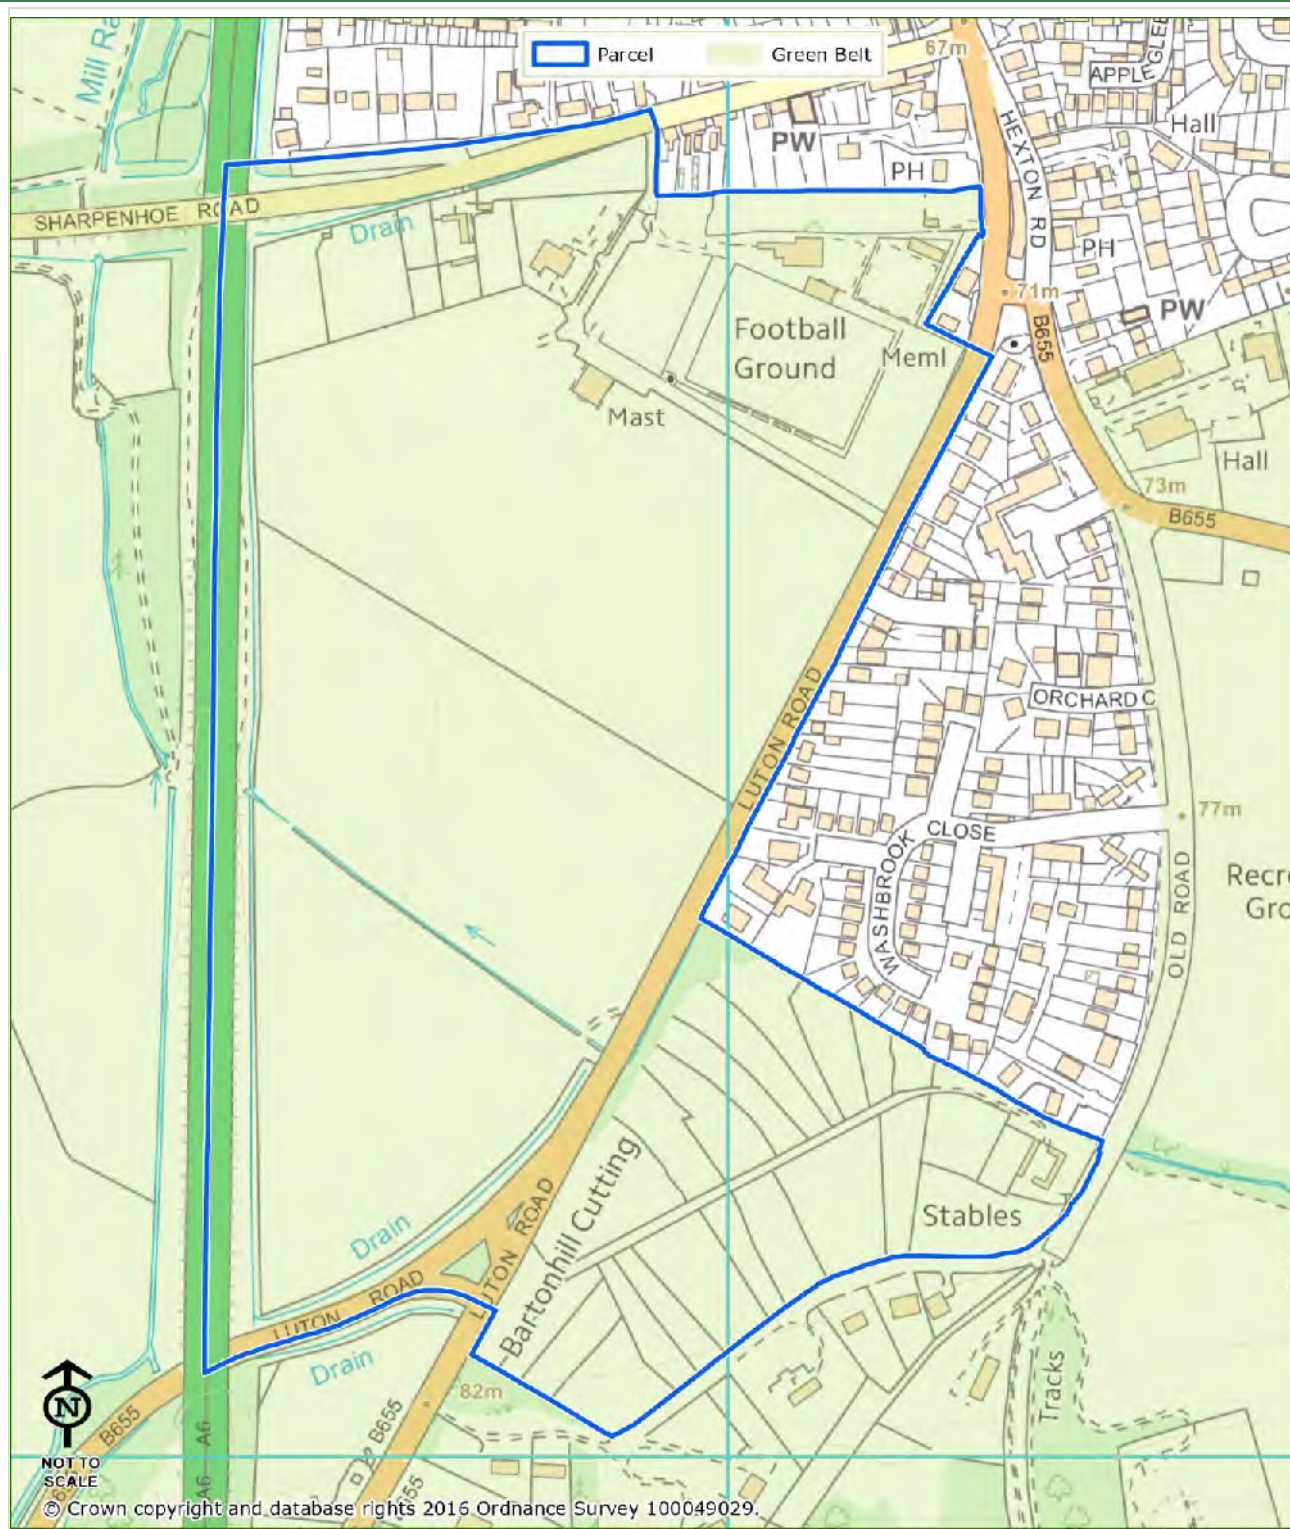 Parcel
Green Belt
67m
Mill Ra
APPLE
GLEB
HEXTON RD
Hall
PW
PH
SHARPENHOE ROAD
Drain
PH
71m
PW
B655
Football
Ground
Meml
Mast
Hall
73m
B655
LUTON ROAD
ORCHARD C
77m
WASHBROOK
CLOSE
OLD ROAD
Recre
Gro
Bartonhill Cutting
LUTON ROAD
Stables
Drain
LUTON ROAD
Drain
82m
Tracks
N
NOT TO
SCALE
B655
A6
A6
B655
© Crown copyright and database rights 2016 Ordnance Survey 100049029.